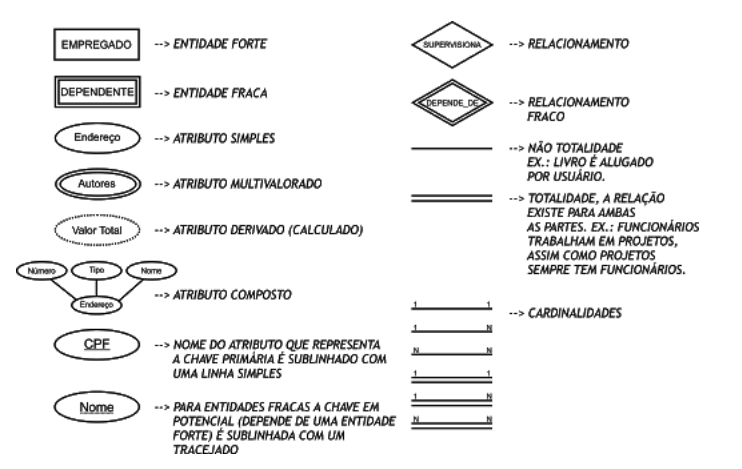 EMPREGADO --> ENTIDADE FORTE
DEPENDENTE --> ENTIDADE FRACA
Endereço --> ATRIBUTO SIMPLES
Autores --> ATRIBUTO MULTIVALORADO
Valor Total --> ATRIBUTO DERIVADO (CALCULADO)
Número Tipo Nome
Endereço --> ATRIBUTO COMPOSTO
CPF --> NOME DO ATRIBUTO QUE REPRESENTA
A CHAVE PRIMÁRIA É SUBLINHADO COM
UMA LINHA SIMPLES
Nome --> PARA ENTIDADES FRACAS A CHAVE EM
POTENCIAL (DEPENDE DE UMA ENTIDADE
FORTE) É SUBLINHADA COM UM
TRACEJADO
SUPERVISIONA --> RELACIONAMENTO
DEPENDE_DE --> RELACIONAMENTO
FRACO
--> NÃO TOTALIDADE
EX.: LIVRO É ALUGADO
POR USUÁRIO.
--> TOTALIDADE, A RELAÇÃO
EXISTE PARA AMBAS
AS PARTES. EX.: FUNCIONÁRIOS
TRABALHAM EM PROJETOS,
ASSIM COMO PROJETOS
SEMPRE TEM FUNCIONÁRIOS.
1 1 --> CARDINALIDADES
1 N
N N
1 1
1 N
N N